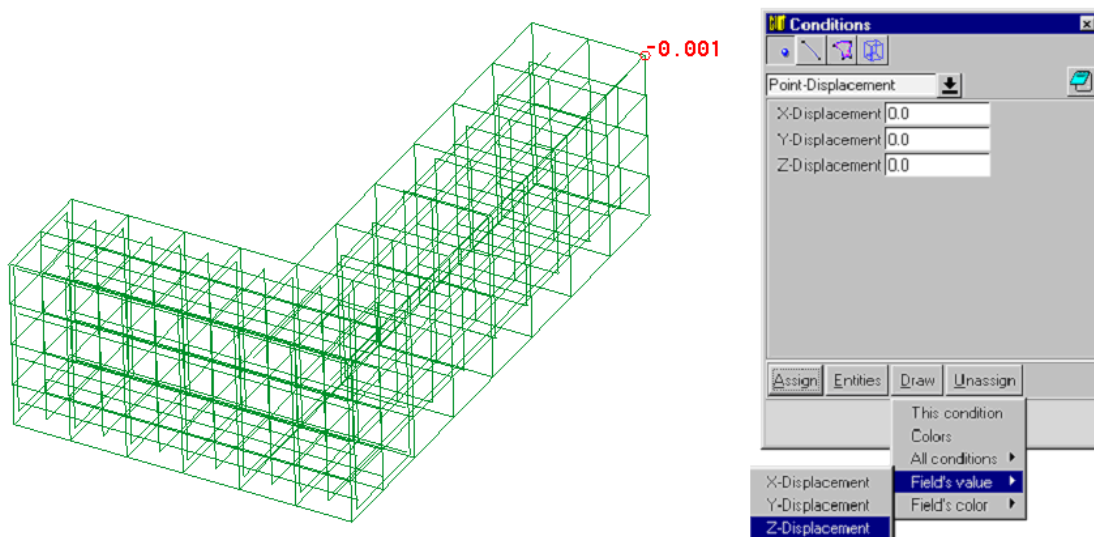 -0.001
Conditions
Point-Displacement
X-Displacement 0.0
Y-Displacement 0.0
Z-Displacement 0.0
Assign Entities Draw Unassign
This condition
Colors
All conditions
Field's value
Field's color
X-Displacement
Y-Displacement
Z-Displacement